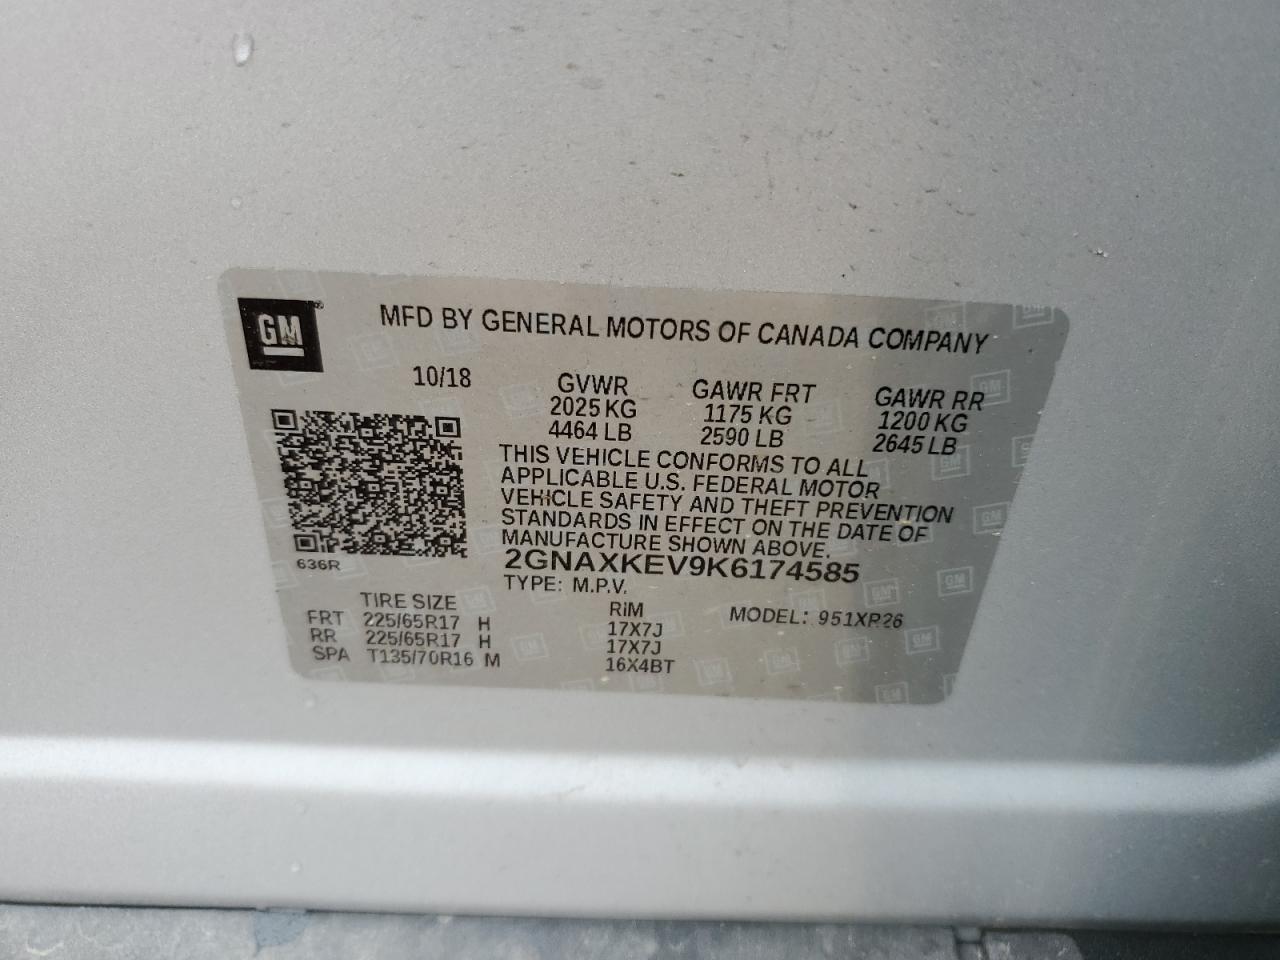 GM
MFD BY GENERAL MOTORS OF CANADA COMPANY
10/18
GVWR GAWR FRT GAWR RR
2025 KG 1175 KG 1200 KG
4464 LB 2590 LB 2645 LB
THIS VEHICLE CONFORMS TO ALL
APPLICABLE U.S. FEDERAL MOTOR
VEHICLE SAFETY AND THEFT PREVENTION
STANDARDS IN EFFECT ON THE DATE OF
MANUFACTURE SHOWN ABOVE.
2GNAXKEV9K6174585
636R
TYPE: M.P.V.
TIRE SIZE RIM MODEL: 951XR26
FRT 225/65R17 H 17X7J
RR 225/65R17 H 17X7J
SPA T135/70R16 M 16X4BT